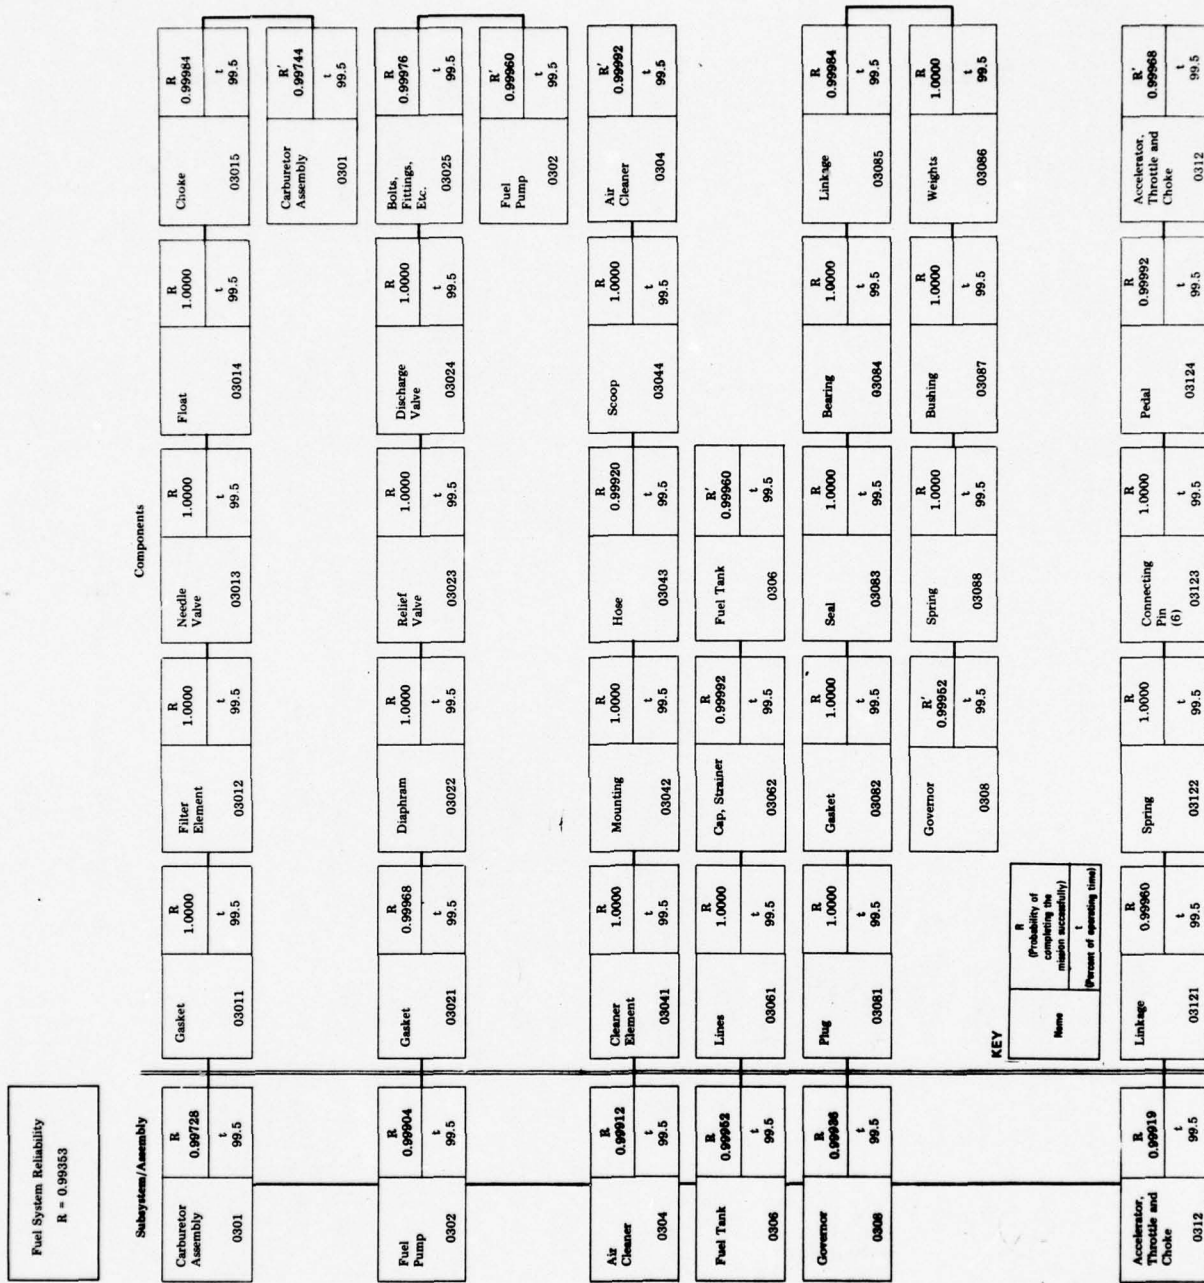 Fuel System Reliability
R = 0.99353
Subsystem/Assembly
Components
Carburetor
Assembly
0301
R
0.99728
t
99.5
Gasket
03011
R
1.0000
t
99.5
Filter
Element
03012
R
1.0000
t
99.5
Needle
Valve
03013
R
1.0000
t
99.5
Float
03014
R
1.0000
t
99.5
Choke
03015
R
0.99984
t
99.5
Carburetor
Assembly
0301
R'
0.99744
t
99.5
Fuel
Pump
0302
R
0.99904
t
99.5
Gasket
03021
R
0.99968
t
99.5
Diaphram
03022
R
1.0000
t
99.5
Relief
Valve
03023
R
1.0000
t
99.5
Discharge
Valve
03024
R
1.0000
t
99.5
Bolts,
Fittings,
Etc.
03025
R
0.99976
t
99.5
Fuel
Pump
0302
R'
0.99960
t
99.5
Air
Cleaner
0304
R
0.99912
t
99.5
Cleaner
Element
03041
R
1.0000
t
99.5
Mounting
03042
R
1.0000
t
99.5
Hose
03043
R
0.99920
t
99.5
Scoop
03044
R
1.0000
t
99.5
Air
Cleaner
0304
R'
0.99992
t
99.5
Fuel Tank
0306
R
0.99952
t
99.5
Lines
03061
R
1.0000
t
99.5
Cap, Strainer
03062
R
0.99992
t
99.5
Fuel Tank
0306
R'
0.99960
t
99.5
Governor
0308
R
0.99936
t
99.5
Plug
03081
R
1.0000
t
99.5
Gasket
03082
R
1.0000
t
99.5
Seal
03083
R
1.0000
t
99.5
Bearing
03084
R
1.0000
t
99.5
Linkage
03085
R
0.99984
t
99.5
Governor
0308
R'
0.99952
t
99.5
Spring
03088
R
1.0000
t
99.5
Bushing
03087
R
1.0000
t
99.5
Weights
03086
R
1.0000
t
99.5
KEY
Name
R
(Probability of
completing the
mission successfully)
t
(Percent of operating time)
Accelerator,
Throttle and
Choke
0312
R
0.99919
t
99.5
Linkage
03121
R
0.99960
t
99.5
Spring
03122
R
1.0000
t
99.5
Connecting
Pin
(6)
03123
R
1.0000
t
99.5
Pedal
03124
R
0.99992
t
99.5
Accelerator,
Throttle and
Choke
0312
R'
0.99968
t
99.5